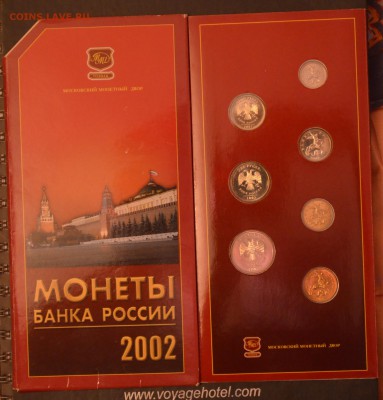 COINS.LAVE.RU
МОСКОВСКИЙ МОНЕТНЫЙ ДВОР
МОНЕТЫ
БАНКА РОССИИ
2002
МОСКОВСКИЙ МОНЕТНЫЙ ДВОР
www.voyagehotel.com